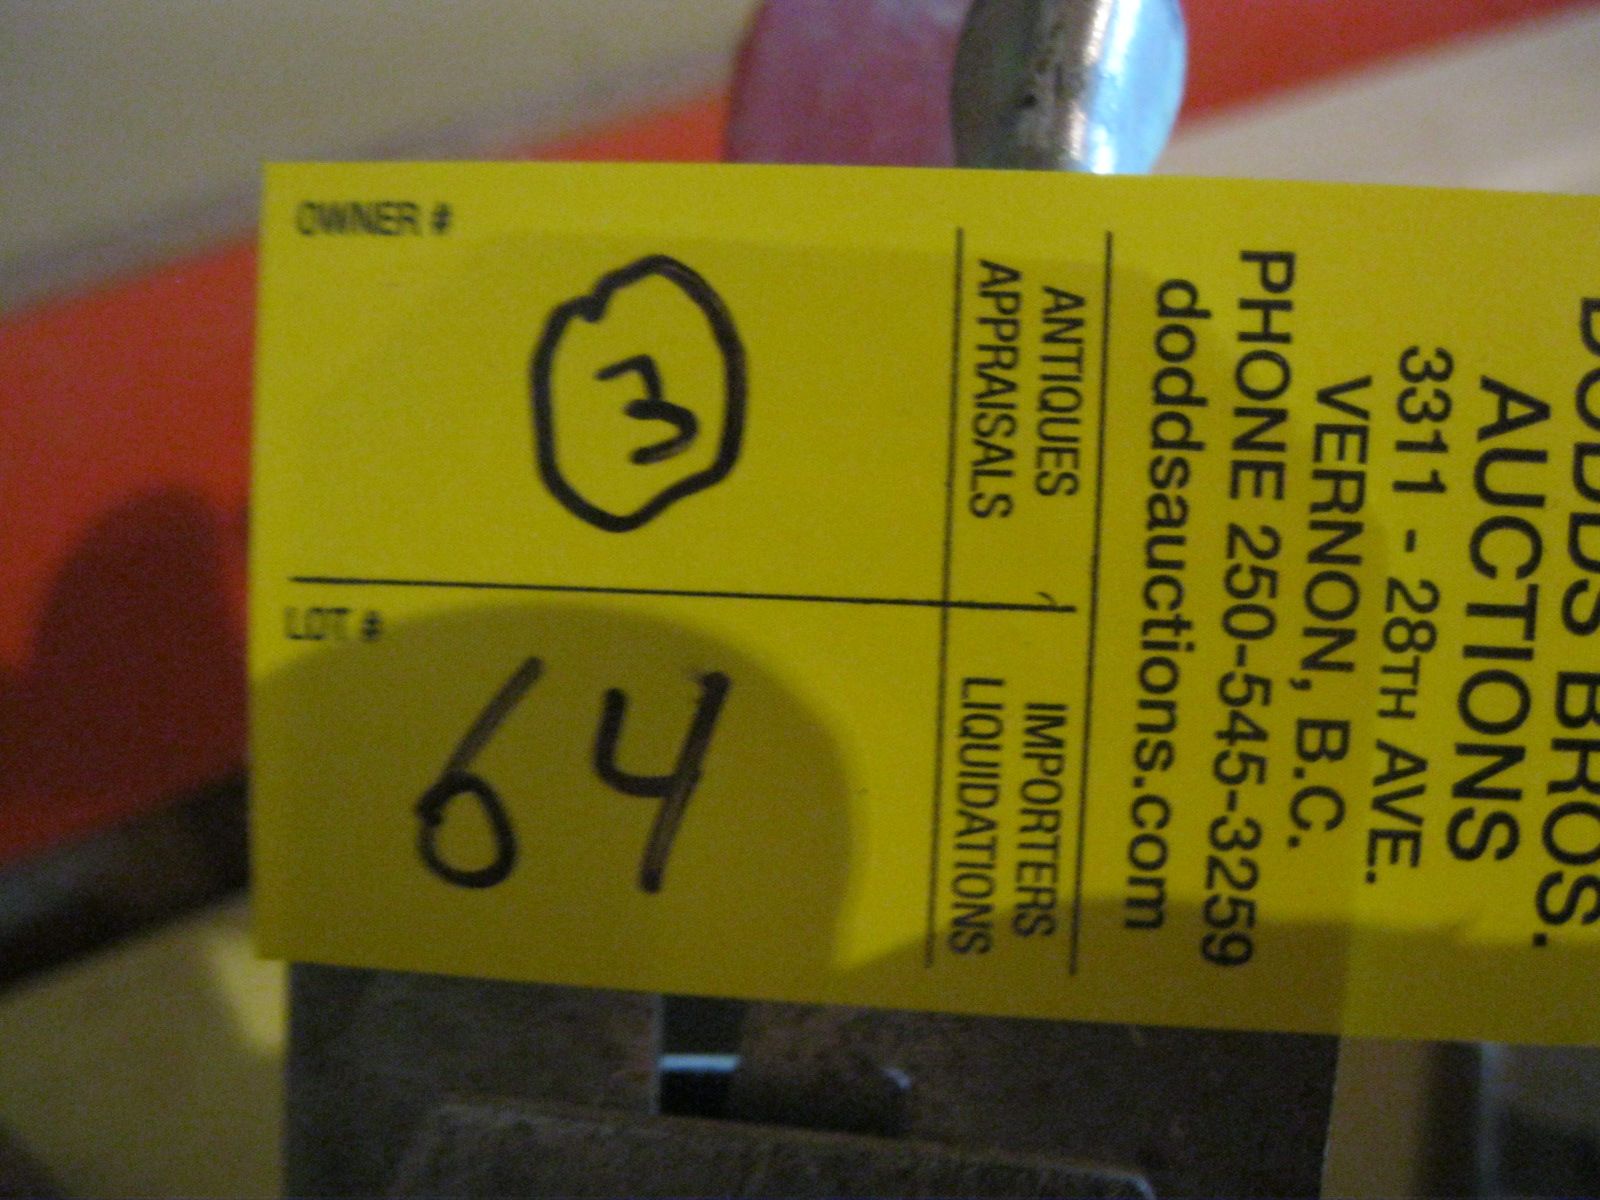 OWNER #
3
LOT #
64
DODDS BROS.
AUCTIONS
3311 - 28TH AVE.
VERNON, B.C.
PHONE 250-545-3259
doddsauctions.com
ANTIQUES
APPRAISALS
IMPORTERS
LIQUIDATIONS